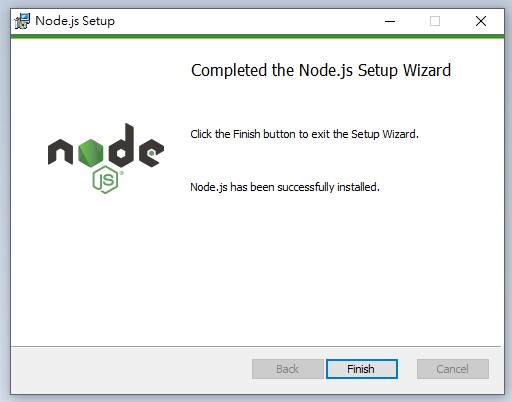 Node.js Setup
Completed the Node.js Setup Wizard
node
JS
Click the Finish button to exit the Setup Wizard.
Node.js has been successfully installed.
Back
Finish
Cancel